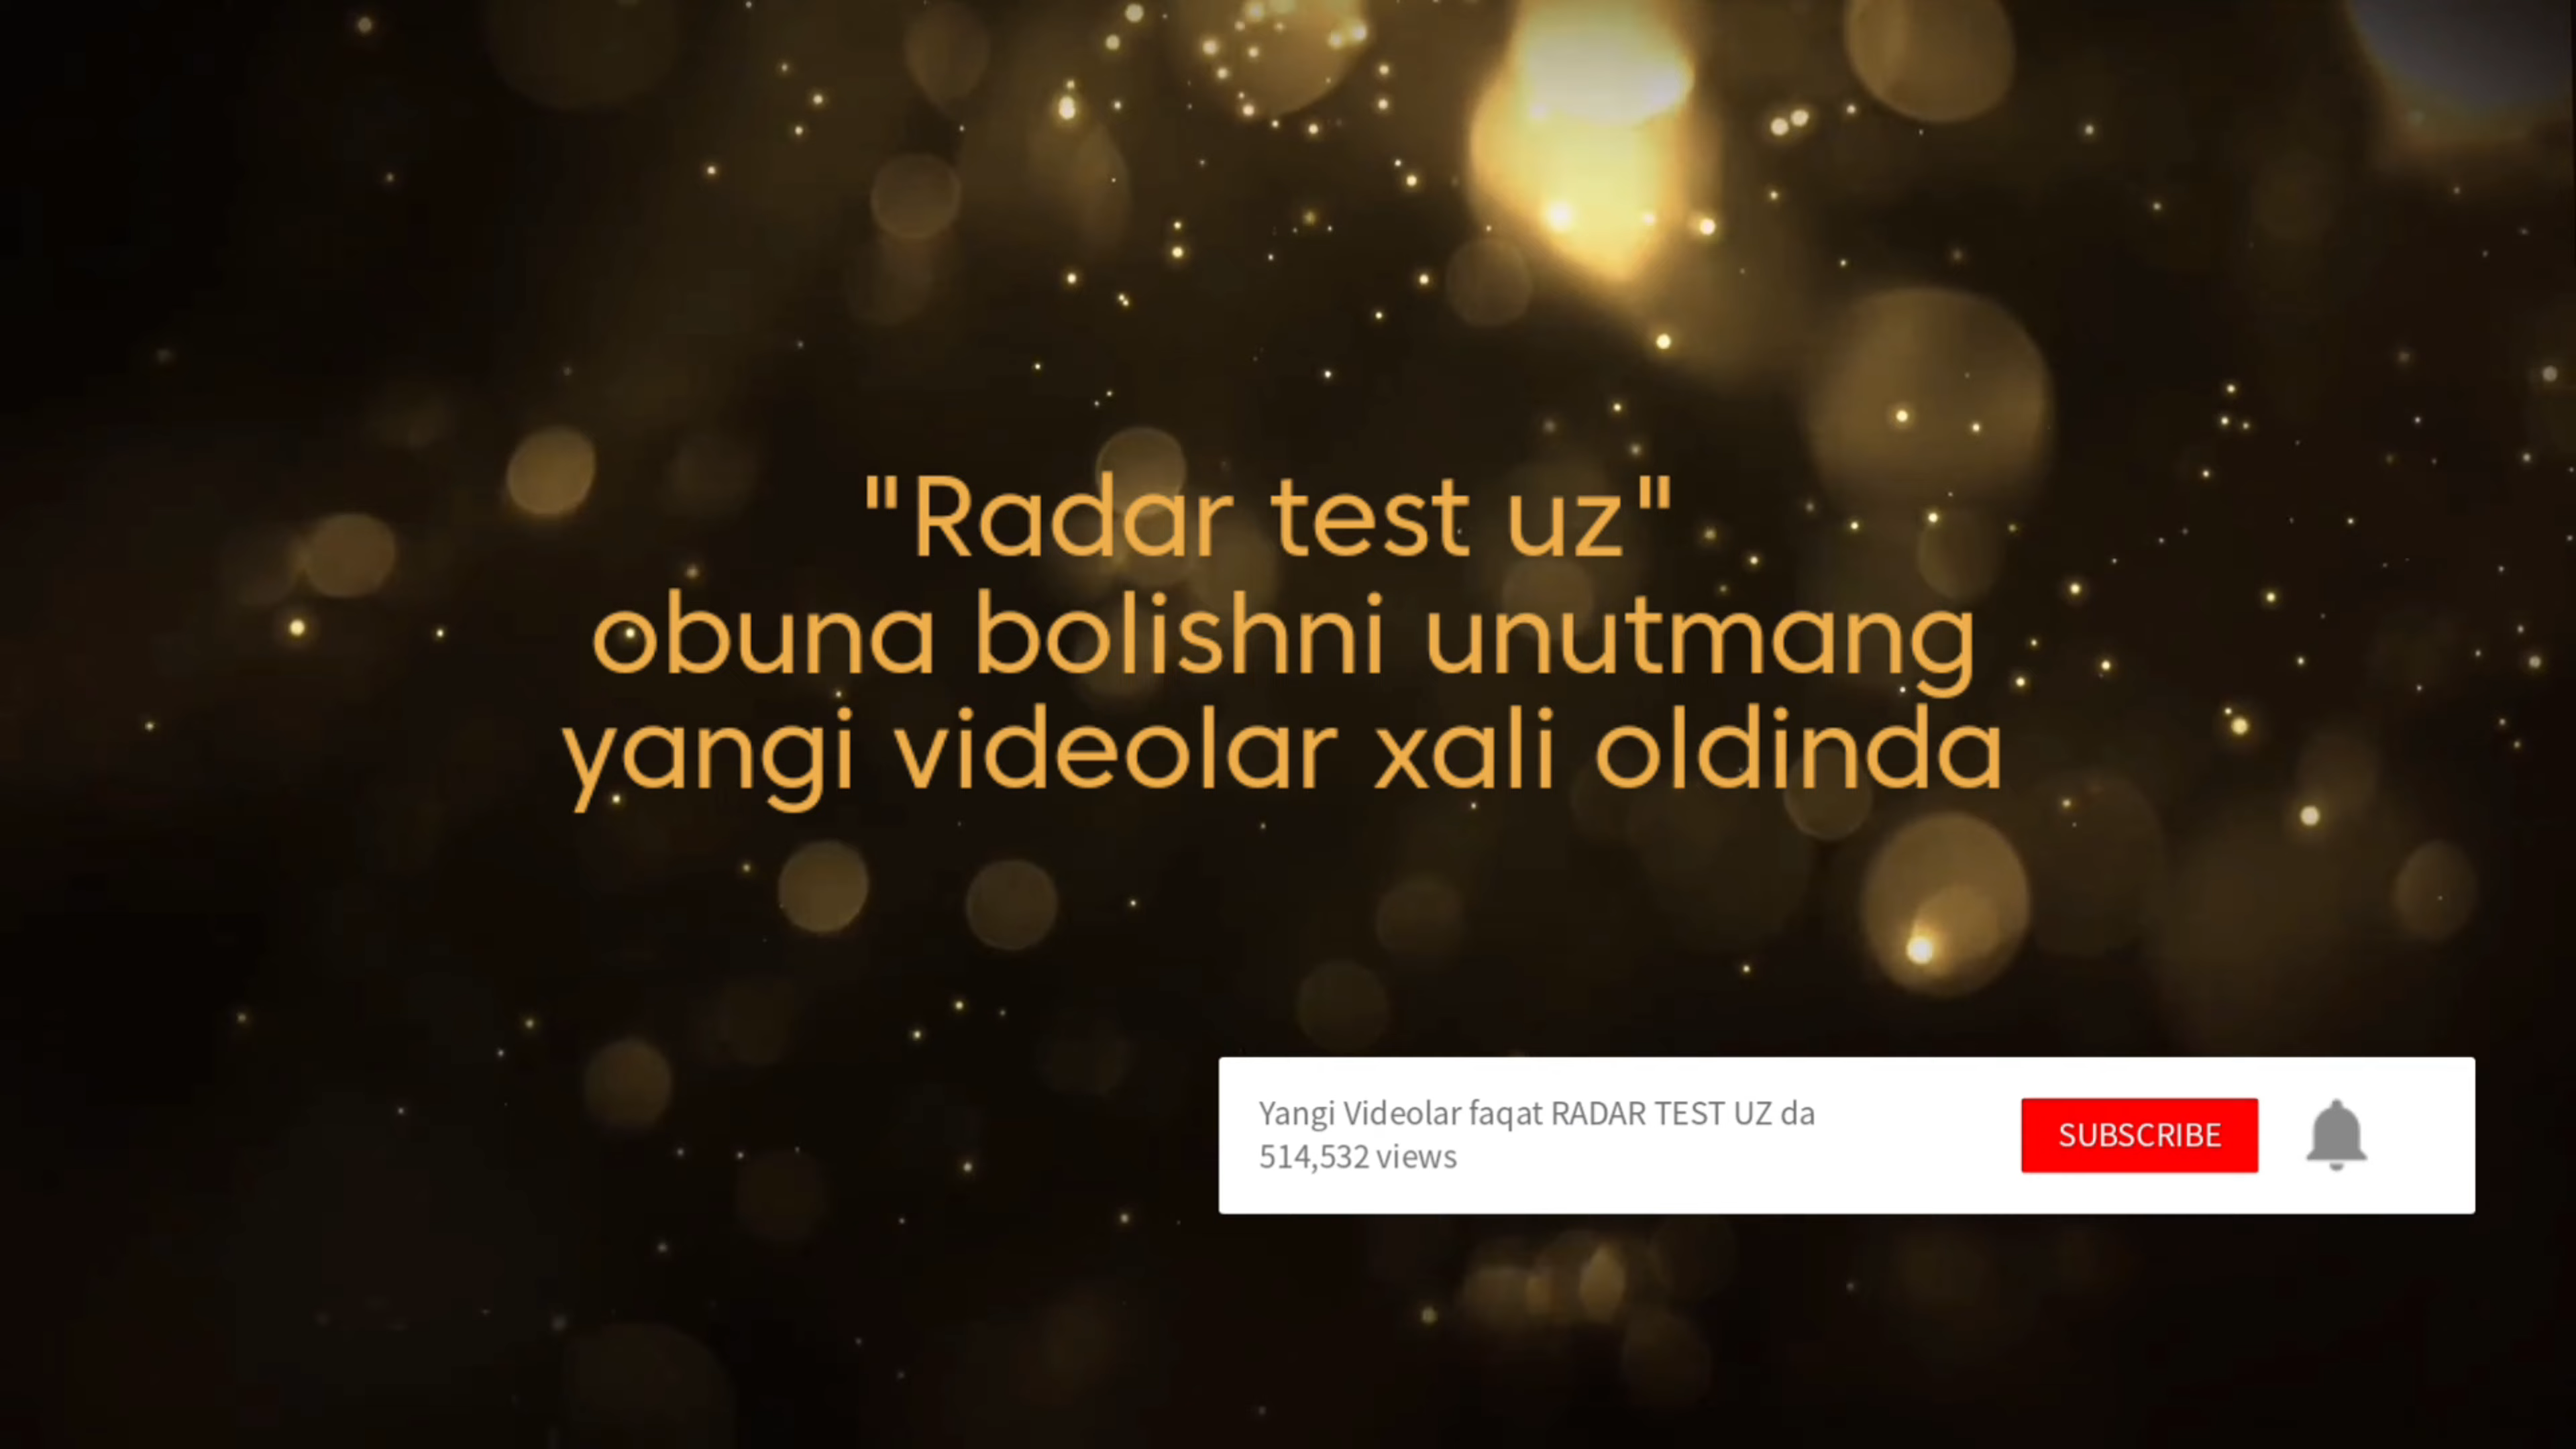 "Radar test uz"
obuna bolishni unutmang
yangi videolar xali oldinda
Yangi Videolar faqat RADAR TEST UZ da
514,532 views
SUBSCRIBE